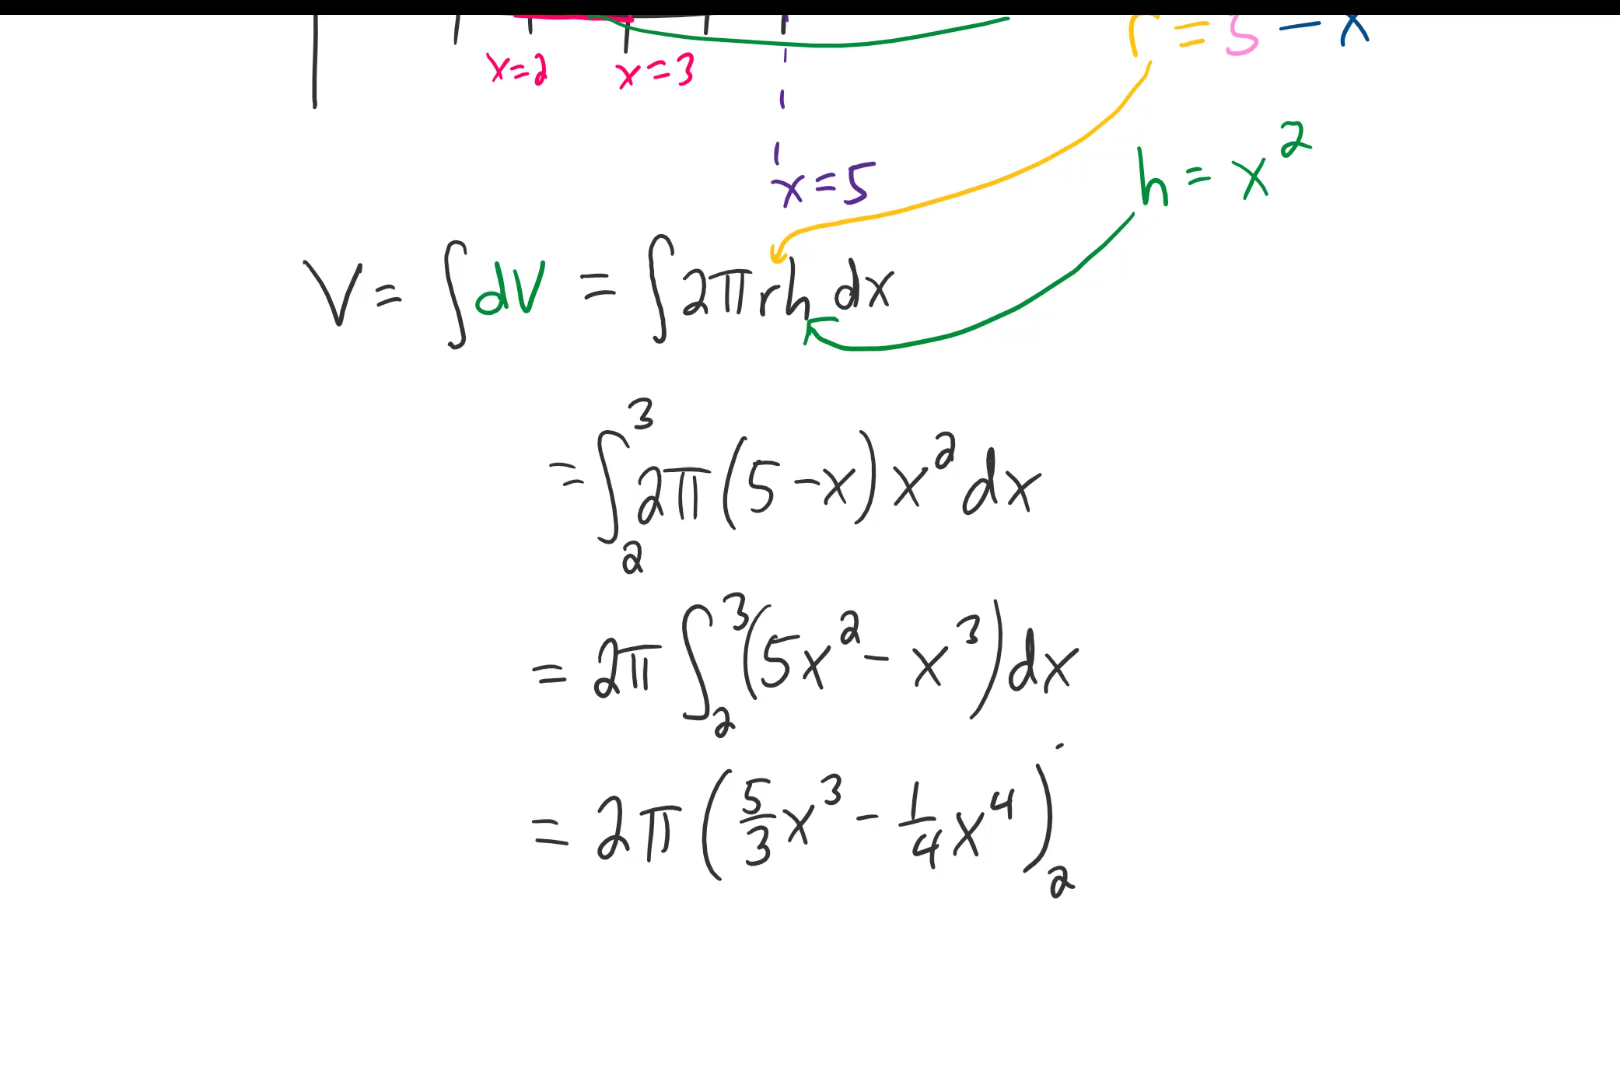 r = 5 − x
x=2 x=3
h = x²
x=5
V = ∫dV = ∫2πrh dx
= ∫₂³ 2π(5−x)x² dx
= 2π ∫₂³ (5x² − x³)dx
= 2π (5/3 x³ − 1/4 x⁴)₂